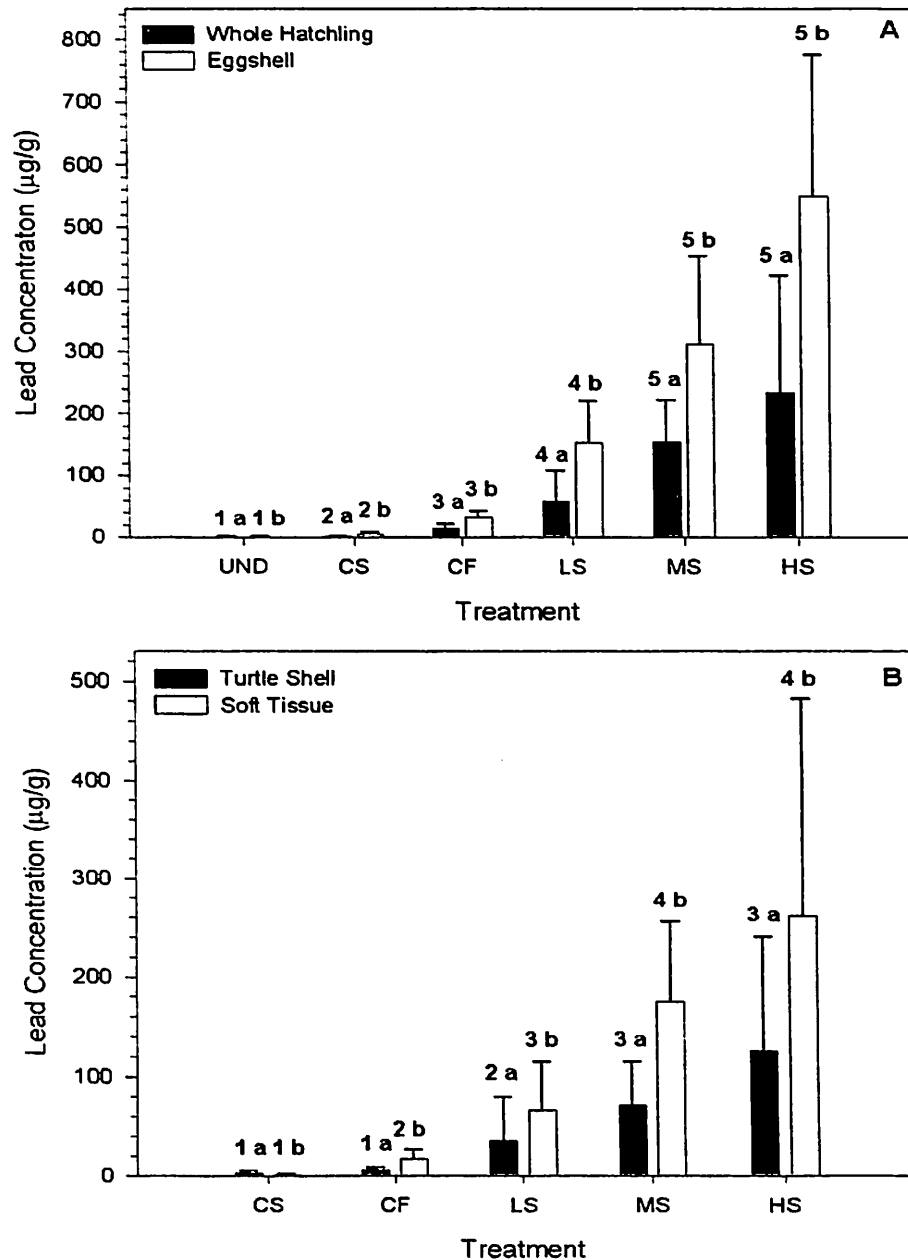 A
Whole Hatchling
Eggshell
Lead Concentraton (µg/g)
800
700
600
500
400
300
200
100
0
1 a 1 b
2 a 2 b
3 a 3 b
4 a 4 b
5 a 5 b
5 a 5 b
UND CS CF LS MS HS
Treatment
B
Turtle Shell
Soft Tissue
Lead Concentration (µg/g)
500
400
300
200
100
0
1 a 1 b
1 a 2 b
2 a 3 b
3 a 4 b
3 a 4 b
CS CF LS MS HS
Treatment